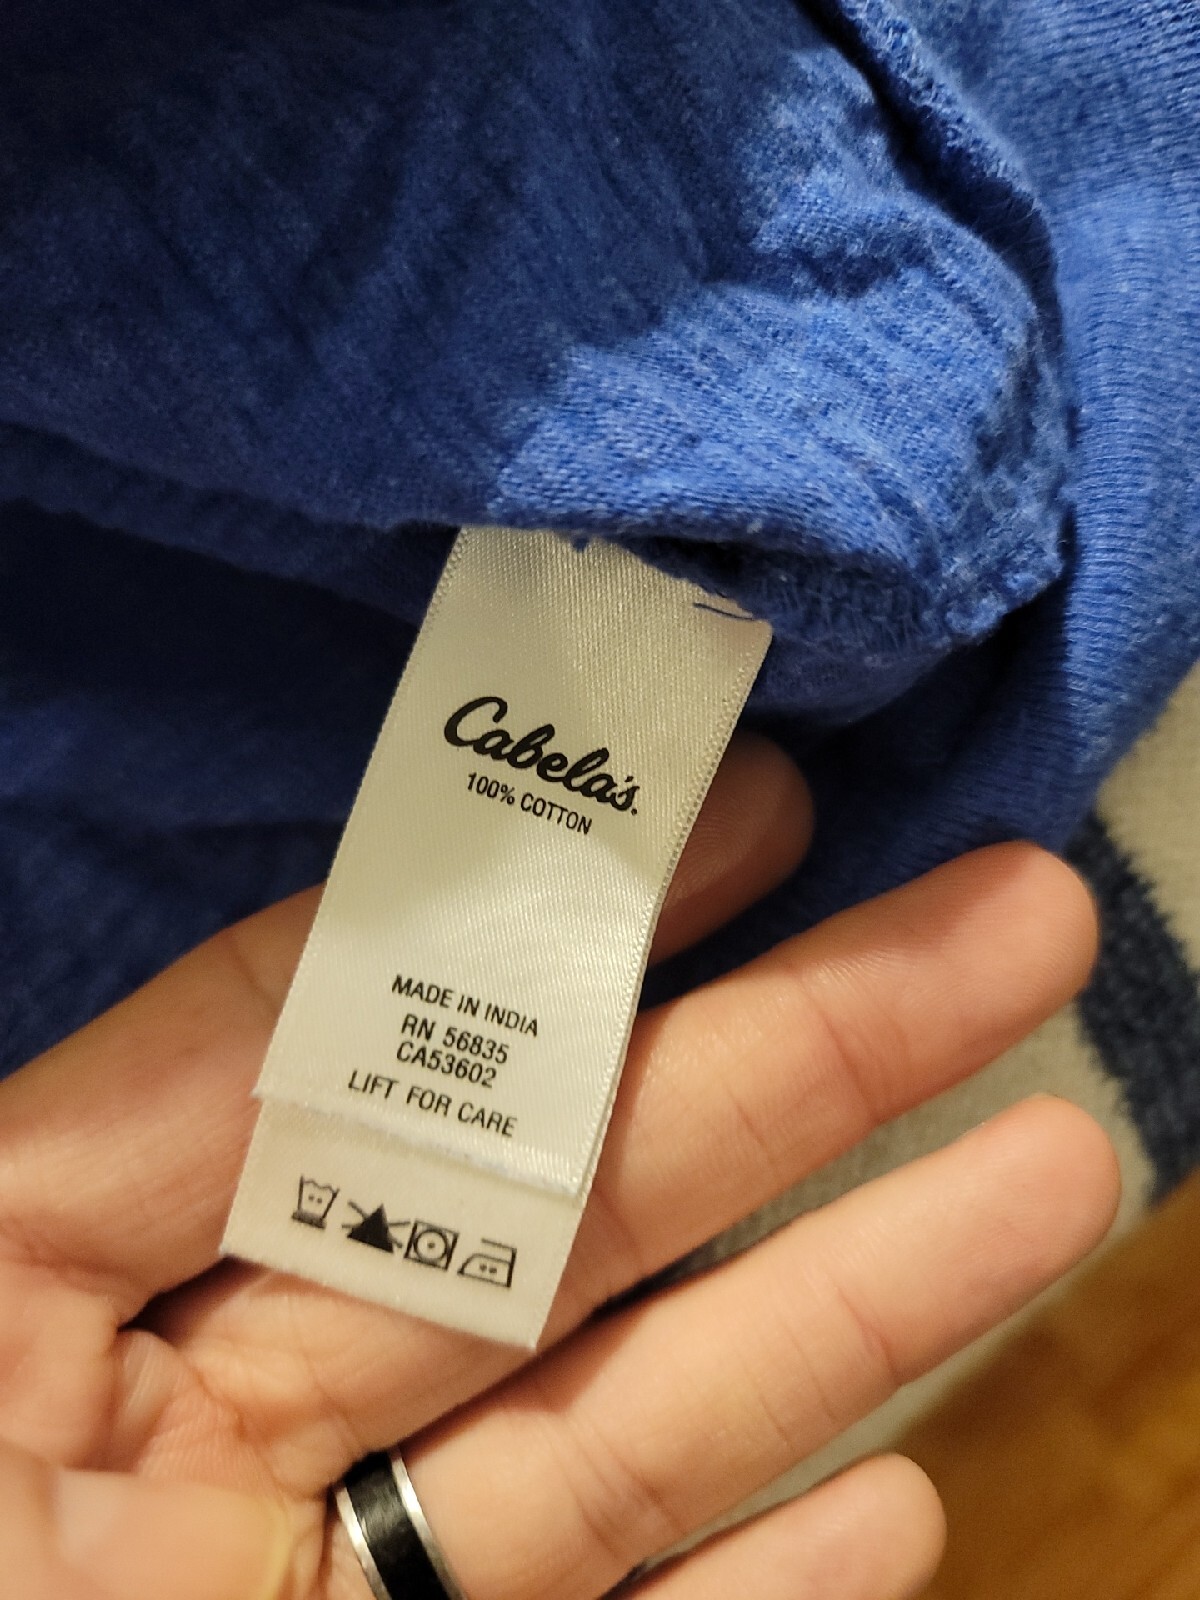 Cabela's.
100% COTTON
MADE IN INDIA
RN 56835
CA53602
LIFT FOR CARE